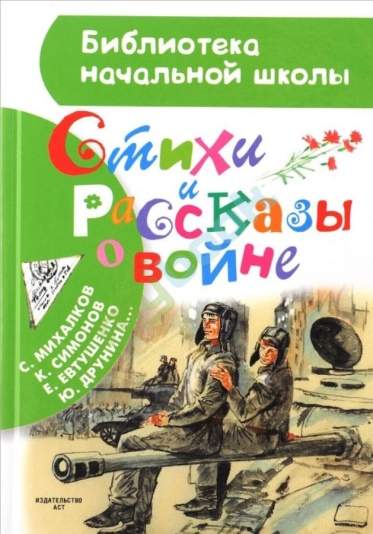 Библиотека
начальной школы
Стихи
и
Рассказы
о войне
С. МИХАЛКОВ
К. СИМОНОВ
Е. ЕВТУШЕНКО
Ю. ДРУНИНА...
ИЗДАТЕЛЬСТВО
АСТ